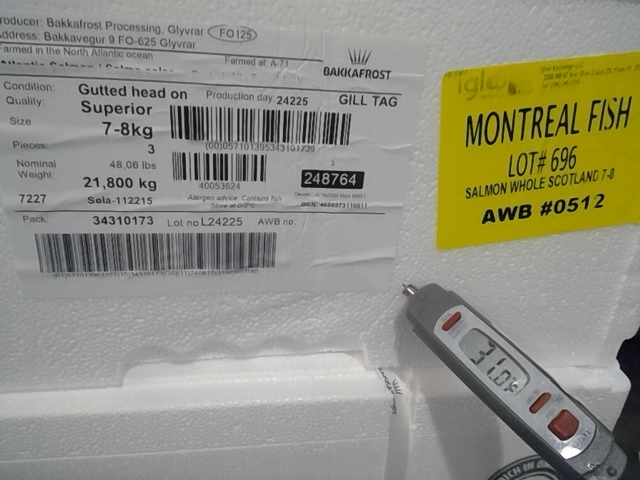 roducer: Bakkafrost Processing, Glyvrar FO125
Address: Bakkavegur 9 FO-625 Glyvrar
Farmed in the North Atlantic ocean
Farmed at: A-71
BAKKAFROST
Condition: Gutted head on
Production day 24225
GILL TAG
Quality: Superior
Size 7-8kg
Pieces: 3
Nominal Weight: 48,06 lbs
21,800 kg
7227 Sola-112215
40053624
248764
Allergen advice: Contains fish
Pack: 34310173 Lot no L24225 AWB no.
igloo
MONTREAL FISH
LOT# 696
SALMON WHOLE SCOTLAND 7-8
AWB #0512
31.0°F